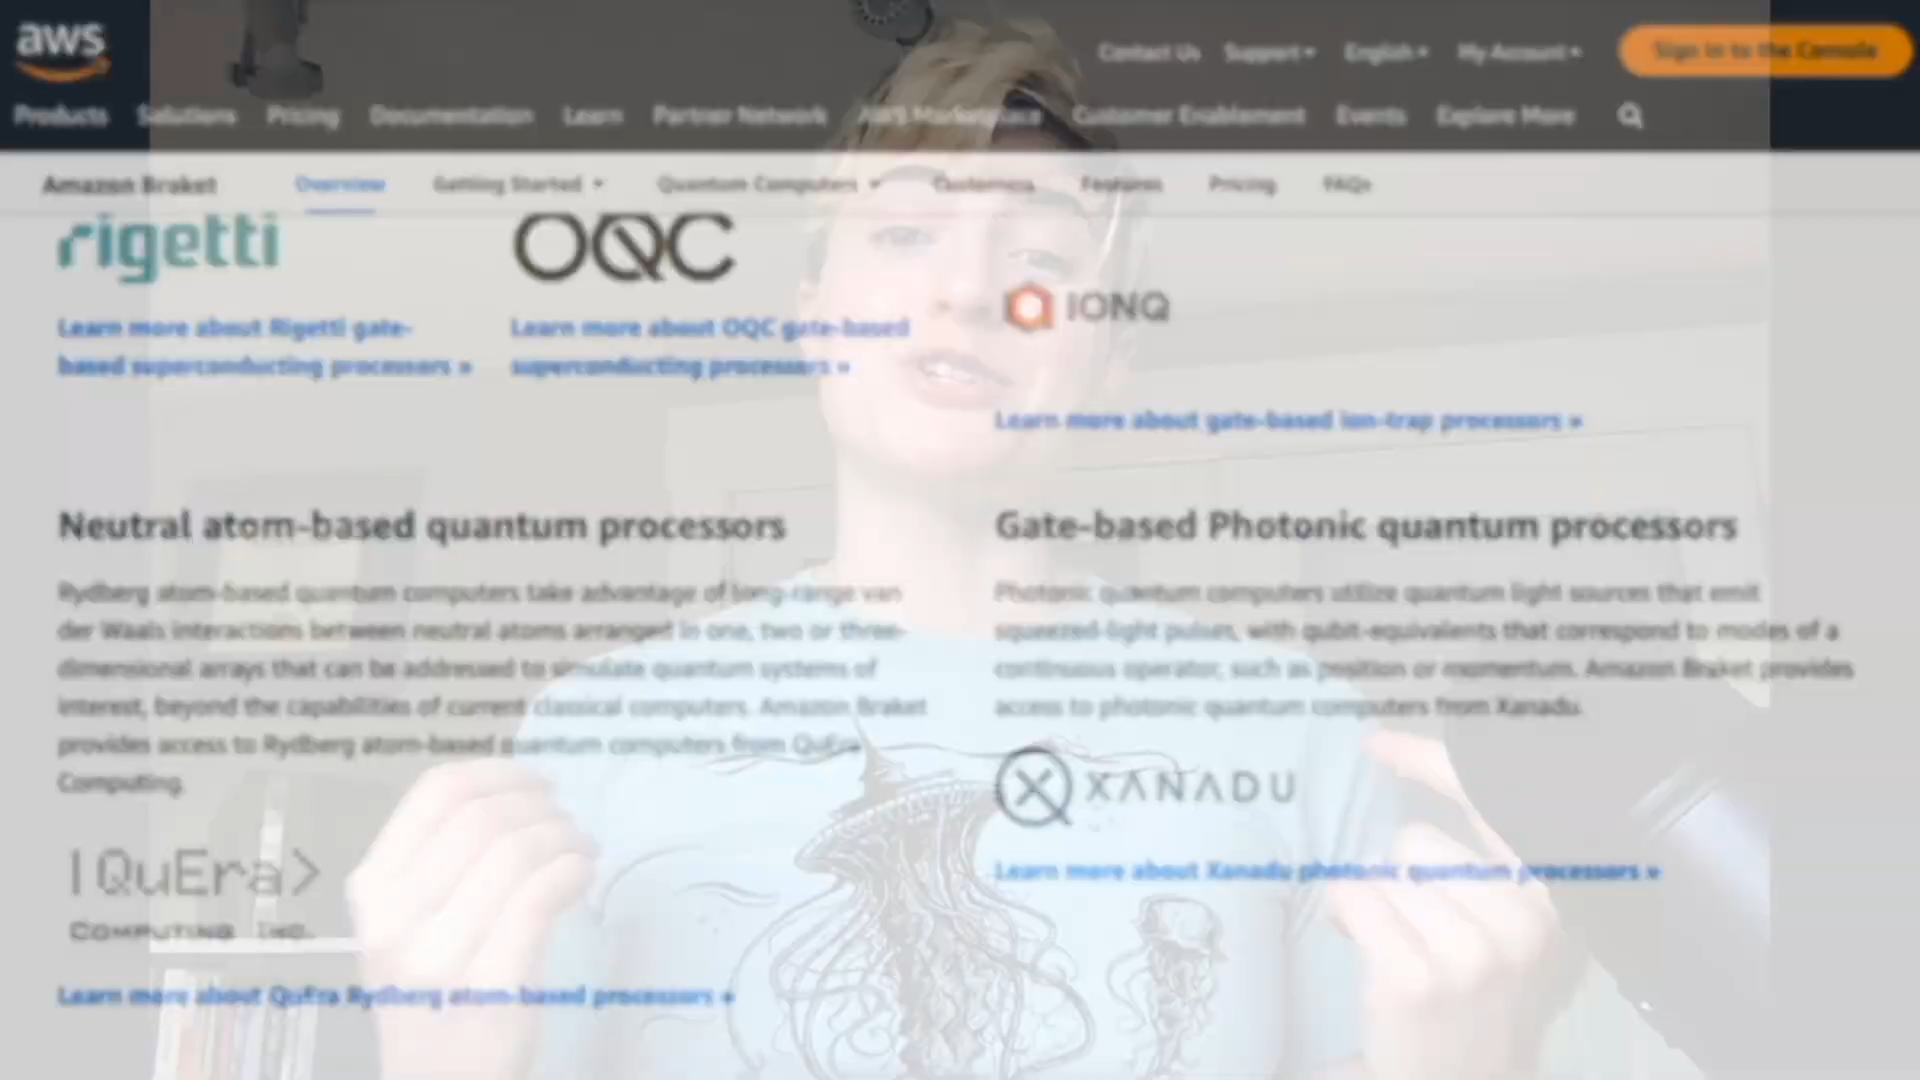 aws
Contact Us Support English My Account Sign In to the Console
Products Solutions Pricing Documentation Learn Partner Network AWS Marketplace Customer Enablement Events Explore More
Amazon Braket Overview Getting Started Quantum Computers Customers Features Pricing FAQs
rigetti
Learn more about Rigetti gate-
based superconducting processors »
OQC
Learn more about OQC gate-based
superconducting processors »
IONQ
Learn more about gate-based ion-trap processors »
Neutral atom-based quantum processors
Rydberg atom-based quantum computers take advantage of long-range van
der Waals interactions between neutral atoms arranged in one, two or three-
dimensional arrays that can be addressed to simulate quantum systems of
interest, beyond the capabilities of current classical computers. Amazon Braket
provides access to Rydberg atom-based quantum computers from QuEra
Computing.
|QuEra>
Computing Inc.
Learn more about QuEra Rydberg atom-based processors »
Gate-based Photonic quantum processors
Photonic quantum computers utilize quantum light sources that emit
squeezed-light pulses, with qubit-equivalents that correspond to modes of a
continuous operator, such as position or momentum. Amazon Braket provides
access to photonic quantum computers from Xanadu.
XANADU
Learn more about Xanadu photonic quantum processors »